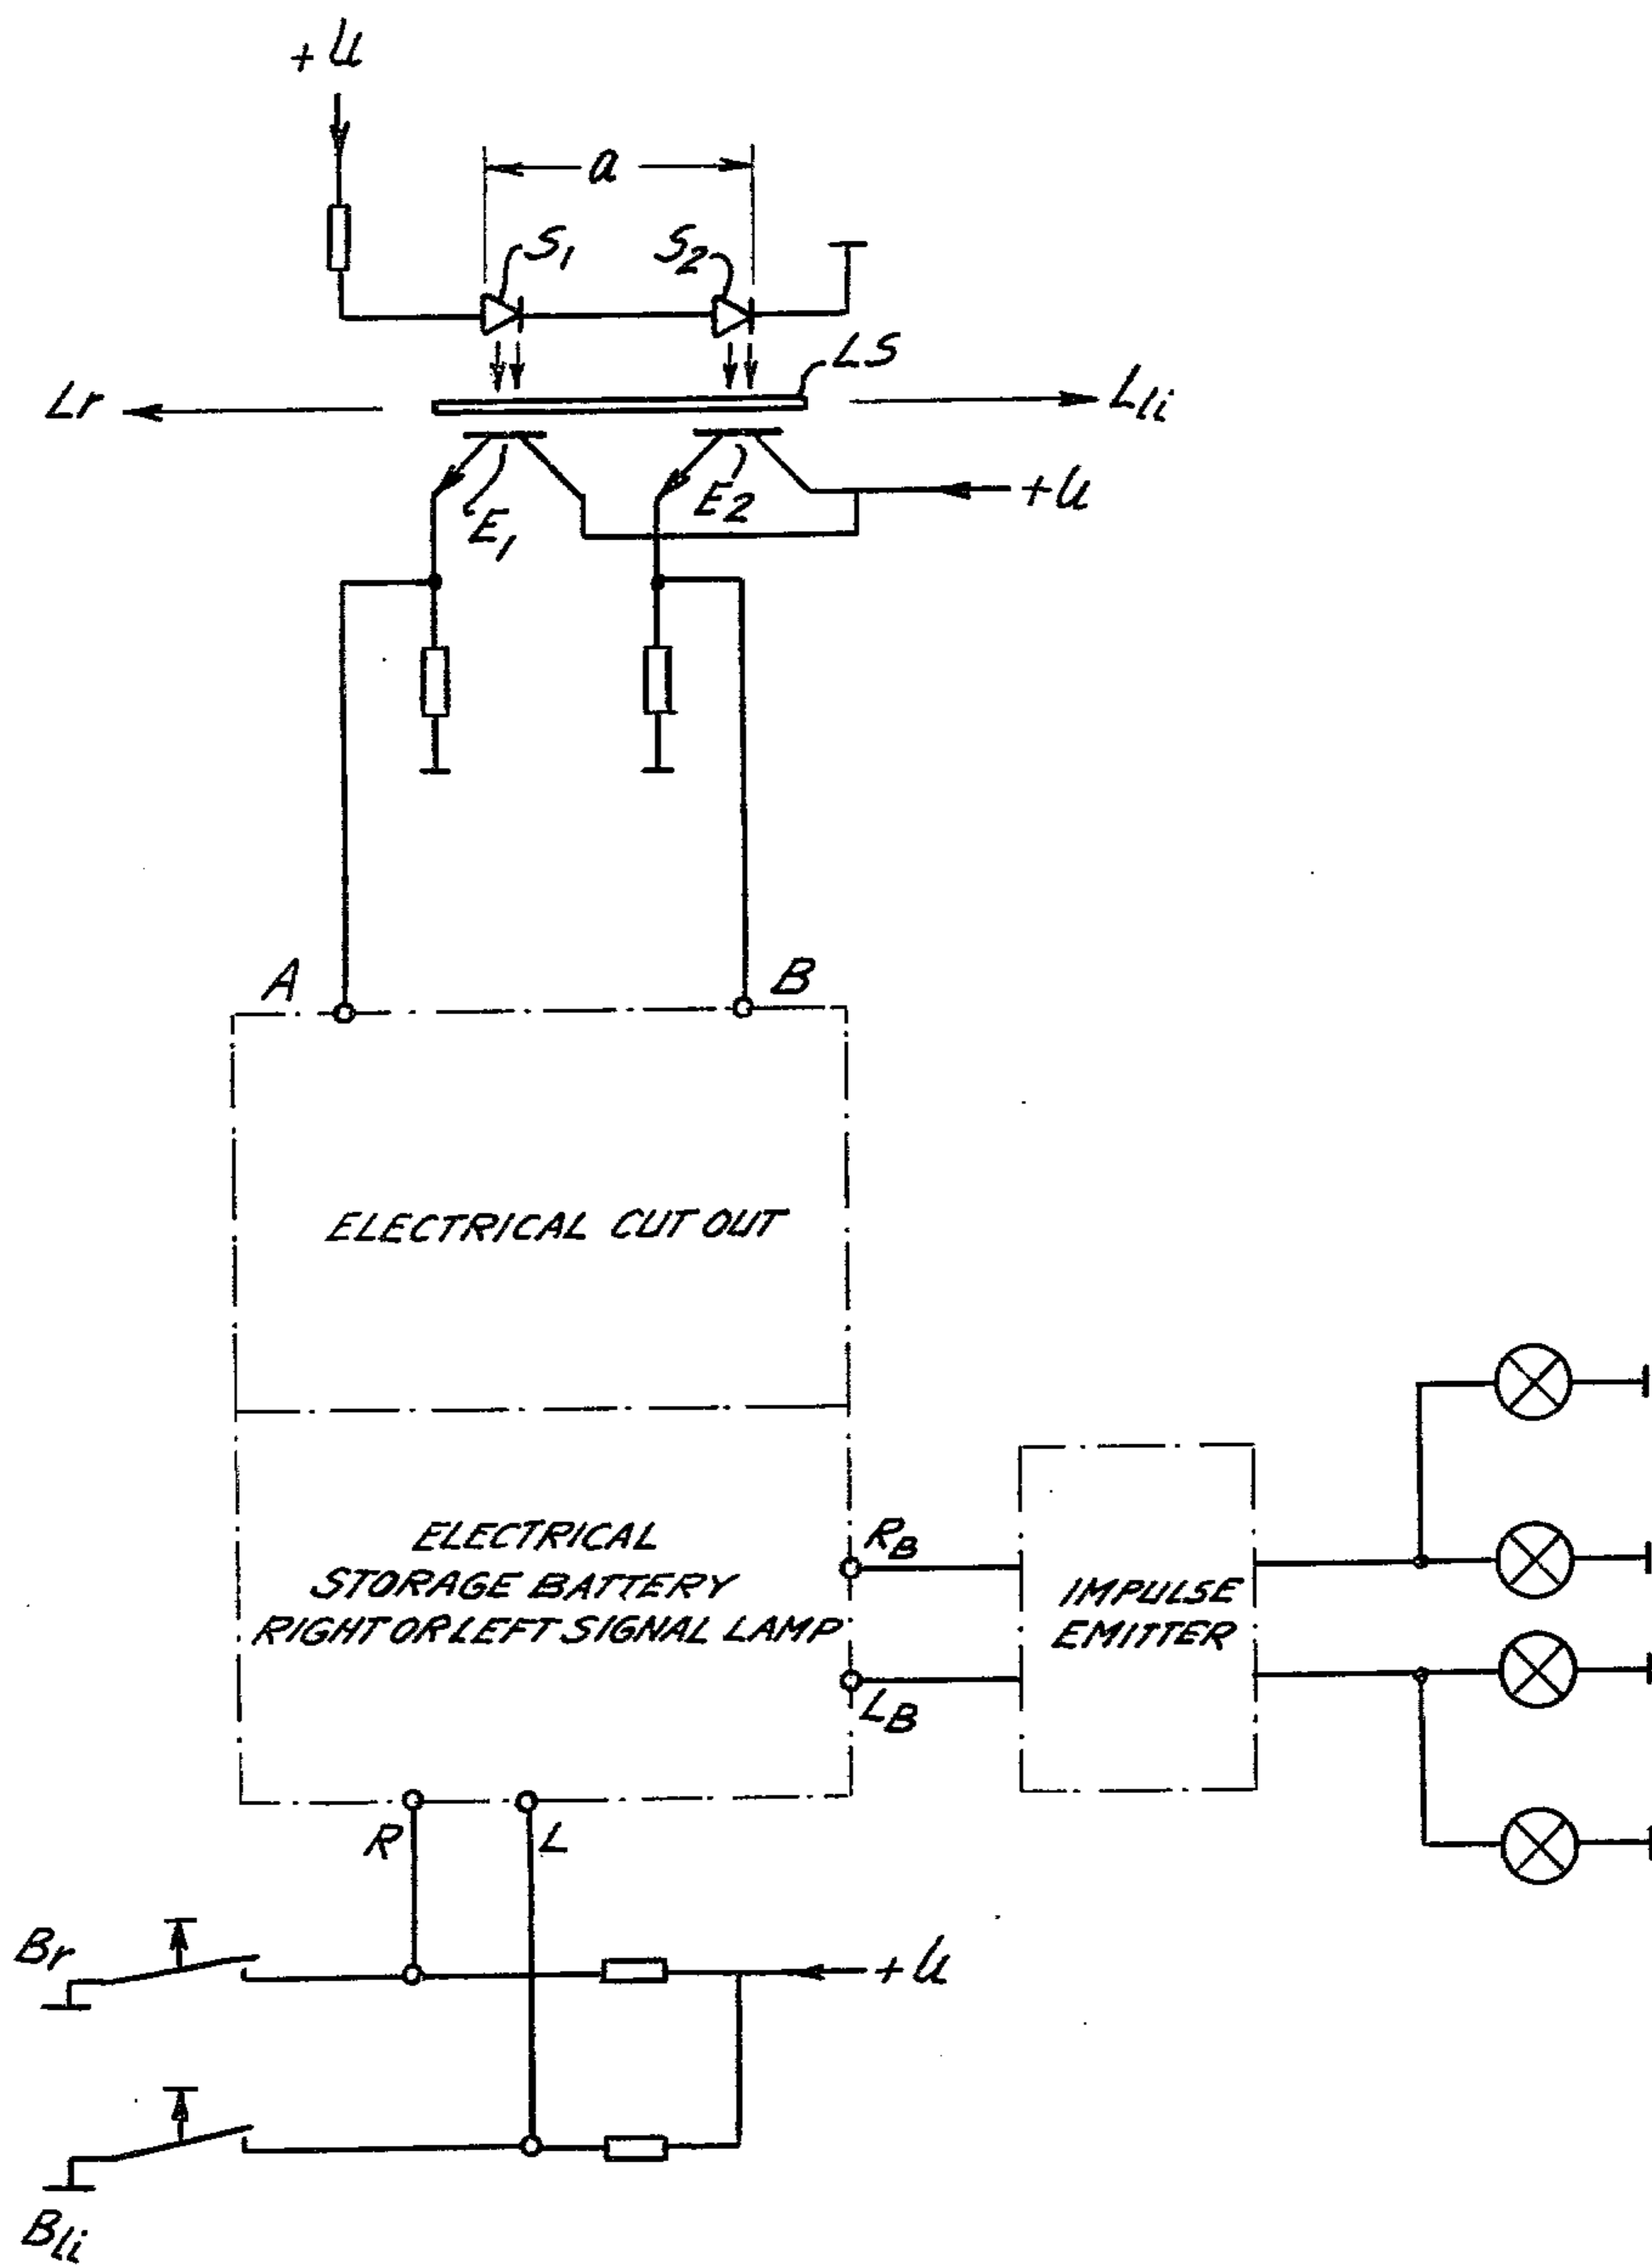 +U
a
S1
S2
LS
Lr
Lli
E1
E2
+U
A
B
ELECTRICAL CUT OUT
ELECTRICAL
STORAGE BATTERY
RIGHT OR LEFT SIGNAL LAMP
RB
LB
IMPULSE
EMITTER
R
L
Br
+U
Bli